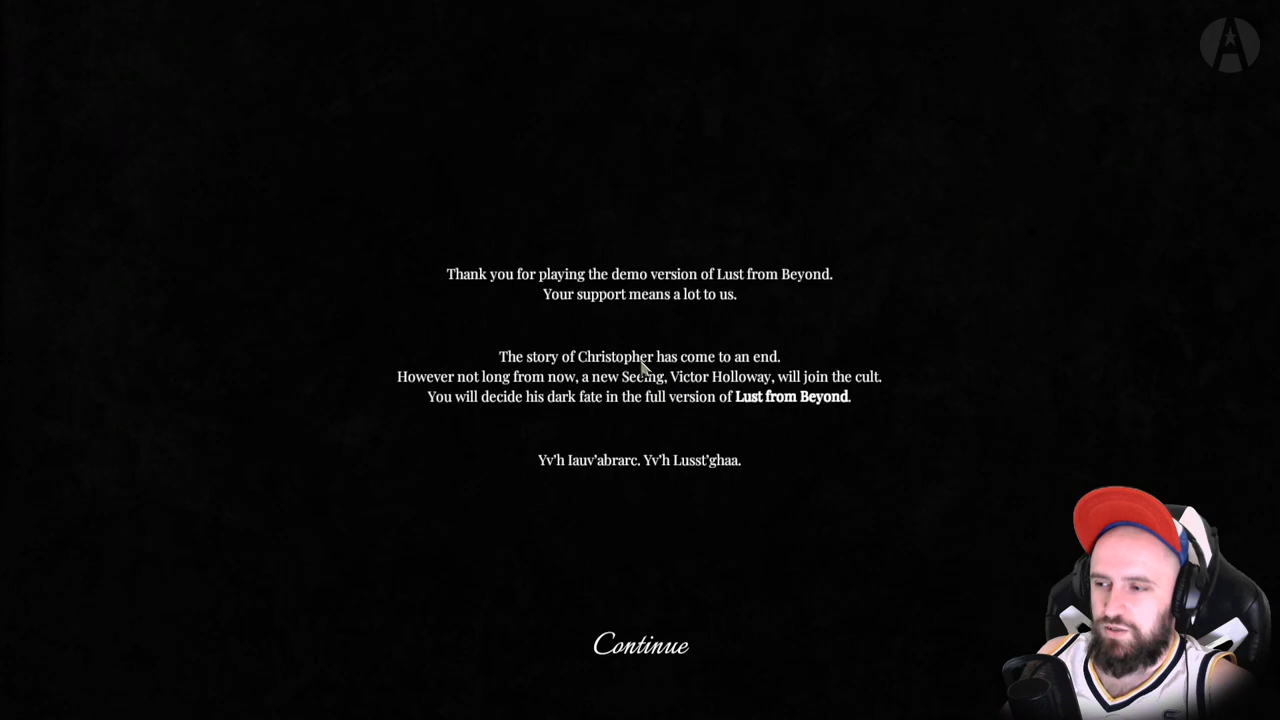 Thank you for playing the demo version of Lust from Beyond.
Your support means a lot to us.
The story of Christopher has come to an end.
However not long from now, a new Seeing, Victor Holloway, will join the cult.
You will decide his dark fate in the full version of Lust from Beyond.
Yv'h Iauv'abrarc. Yv'h Lusst'ghaa.
Continue